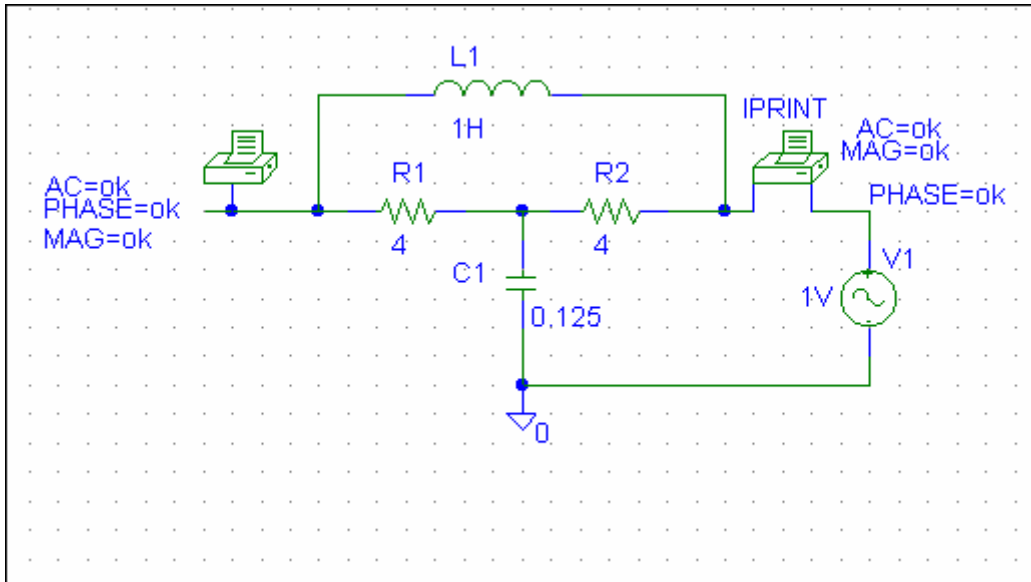 L1
1H
IPRINT
AC=ok
MAG=ok
PHASE=ok
AC=ok
PHASE=ok
MAG=ok
R1
4
R2
4
C1
0,125
V1
1V
0